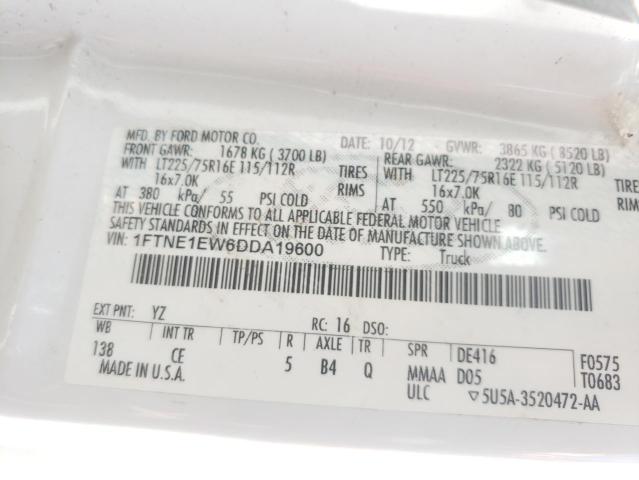 MFD. BY FORD MOTOR CO. DATE: 10/12 GVWR: 3865 KG (8520 LB)
FRONT GAWR: 1678 KG (3700 LB) REAR GAWR: 2322 KG (5120 LB)
WITH LT225/75R16E 115/112R TIRES WITH LT225/75R16E 115/112R TIRES
16x7.0K RIMS 16x7.0K RIMS
AT 380 kPa/ 55 PSI COLD AT 550 kPa/ 80 PSI COLD
THIS VEHICLE CONFORMS TO ALL APPLICABLE FEDERAL MOTOR VEHICLE
SAFETY STANDARDS IN EFFECT ON THE DATE OF MANUFACTURE SHOWN ABOVE.
VIN: 1FTNE1EW6DDA19600 TYPE: Truck
EXT PNT: YZ RC: 16 DSO:
WB INT TR TP/PS R AXLE TR SPR DE416 F0575
138 CE 5 B4 Q MMAA D05 T0683
MADE IN U.S.A. ULC ▽5U5A-3520472-AA